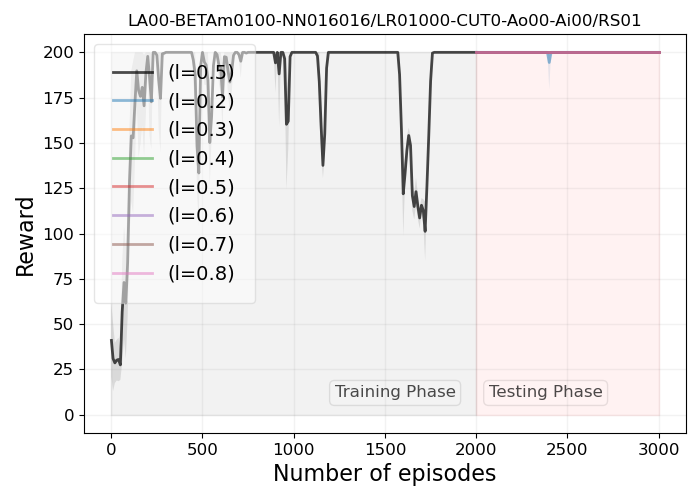 LA00-BETAm0100-NN016016/LR01000-CUT0-Ao00-Ai00/RS01
Reward
200
175
150
125
100
75
50
25
0
(l=0.5)
(l=0.2)
(l=0.3)
(l=0.4)
(l=0.5)
(l=0.6)
(l=0.7)
(l=0.8)
Training Phase
Testing Phase
0 500 1000 1500 2000 2500 3000
Number of episodes